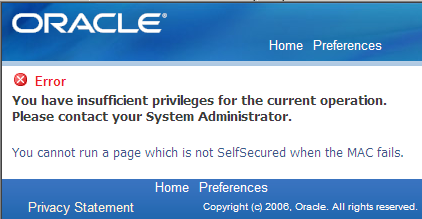 ORACLE®
Home Preferences
Error
You have insufficient privileges for the current operation.
Please contact your System Administrator.
You cannot run a page which is not SelfSecured when the MAC fails.
Home Preferences
Privacy Statement Copyright (c) 2006, Oracle. All rights reserved.